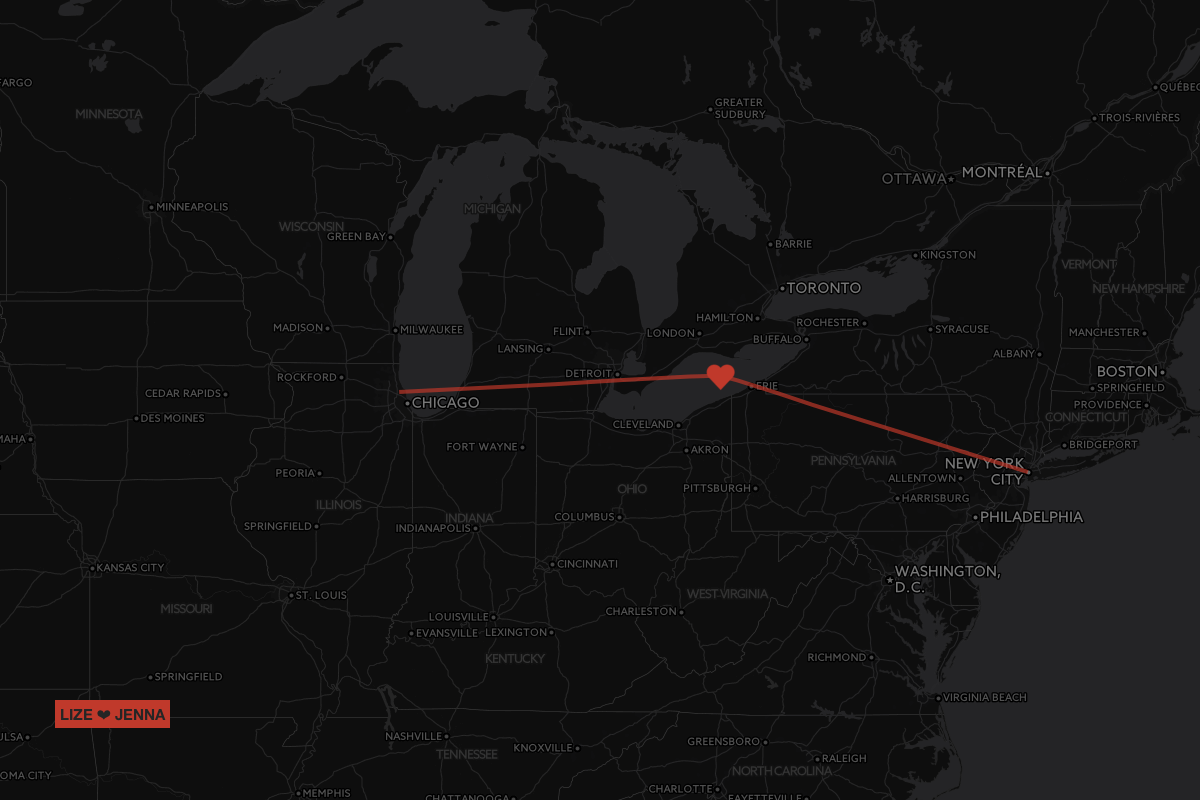 GREATER
SUDBURY
FARGO
QUÉBEC
MINNESOTA
TROIS-RIVIÈRES
OTTAWA
MONTRÉAL
MINNEAPOLIS
MICHIGAN
WISCONSIN
GREEN BAY
BARRIE
KINGSTON
VERMONT
NEW HAMPSHIRE
TORONTO
HAMILTON
ROCHESTER
MADISON
MILWAUKEE
FLINT
LONDON
BUFFALO
SYRACUSE
MANCHESTER
LANSING
ALBANY
ROCKFORD
DETROIT
BOSTON
ERIE
SPRINGFIELD
CEDAR RAPIDS
CHICAGO
PROVIDENCE
DES MOINES
CLEVELAND
CONNECTICUT
MAHA
FORT WAYNE
AKRON
BRIDGEPORT
PEORIA
PENNSYLVANIA
NEW YORK
CITY
ALLENTOWN
ILLINOIS
OHIO
PITTSBURGH
HARRISBURG
SPRINGFIELD
INDIANA
INDIANAPOLIS
COLUMBUS
PHILADELPHIA
KANSAS CITY
CINCINNATI
WASHINGTON,
D.C.
MISSOURI
ST. LOUIS
WEST VIRGINIA
LOUISVILLE
CHARLESTON
EVANSVILLE
LEXINGTON
KENTUCKY
RICHMOND
SPRINGFIELD
VIRGINIA BEACH
LIZE ❤ JENNA
ULSA
NASHVILLE
KNOXVILLE
GREENSBORO
TENNESSEE
RALEIGH
OMA CITY
NORTH CAROLINA
MEMPHIS
CHATTANOOGA
CHARLOTTE
FAYETTEVILLE